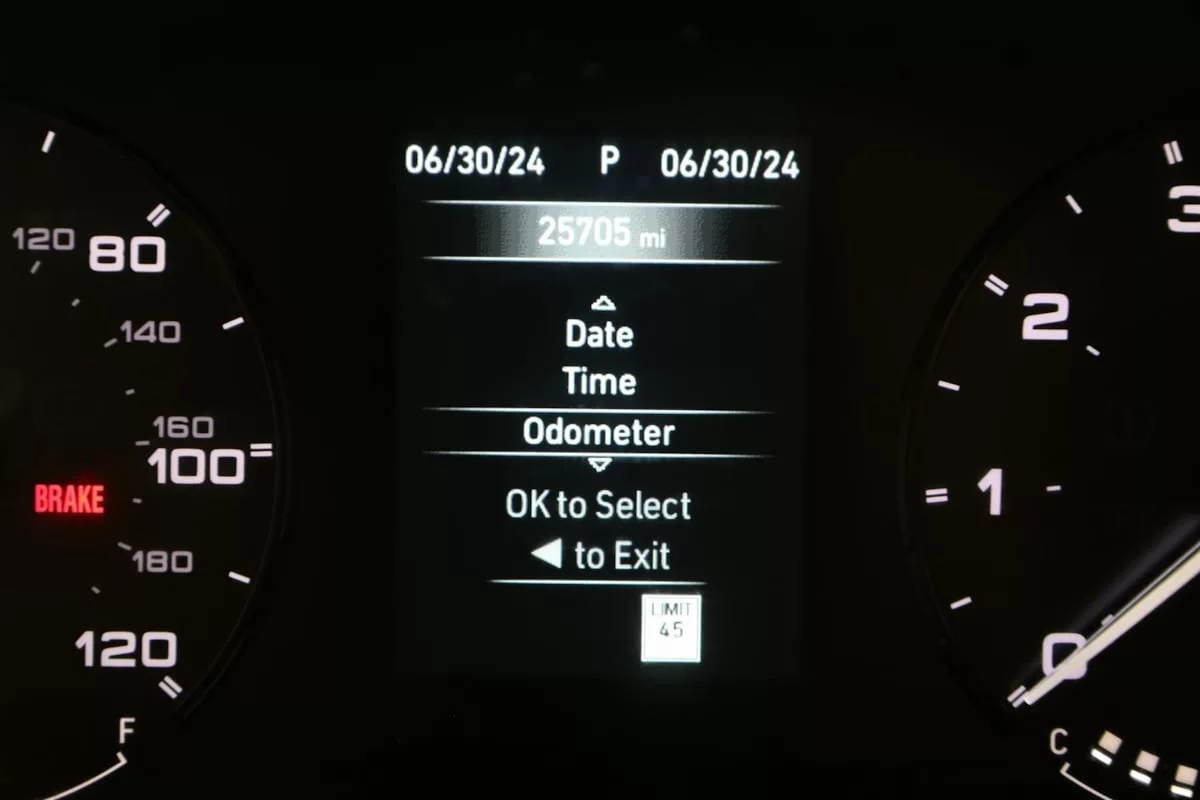 06/30/24 P 06/30/24
25705 mi
Date
Time
Odometer
OK to Select
to Exit
LIMIT
45
120
80
140
160
100
BRAKE
180
120
F
3
2
1
0
C